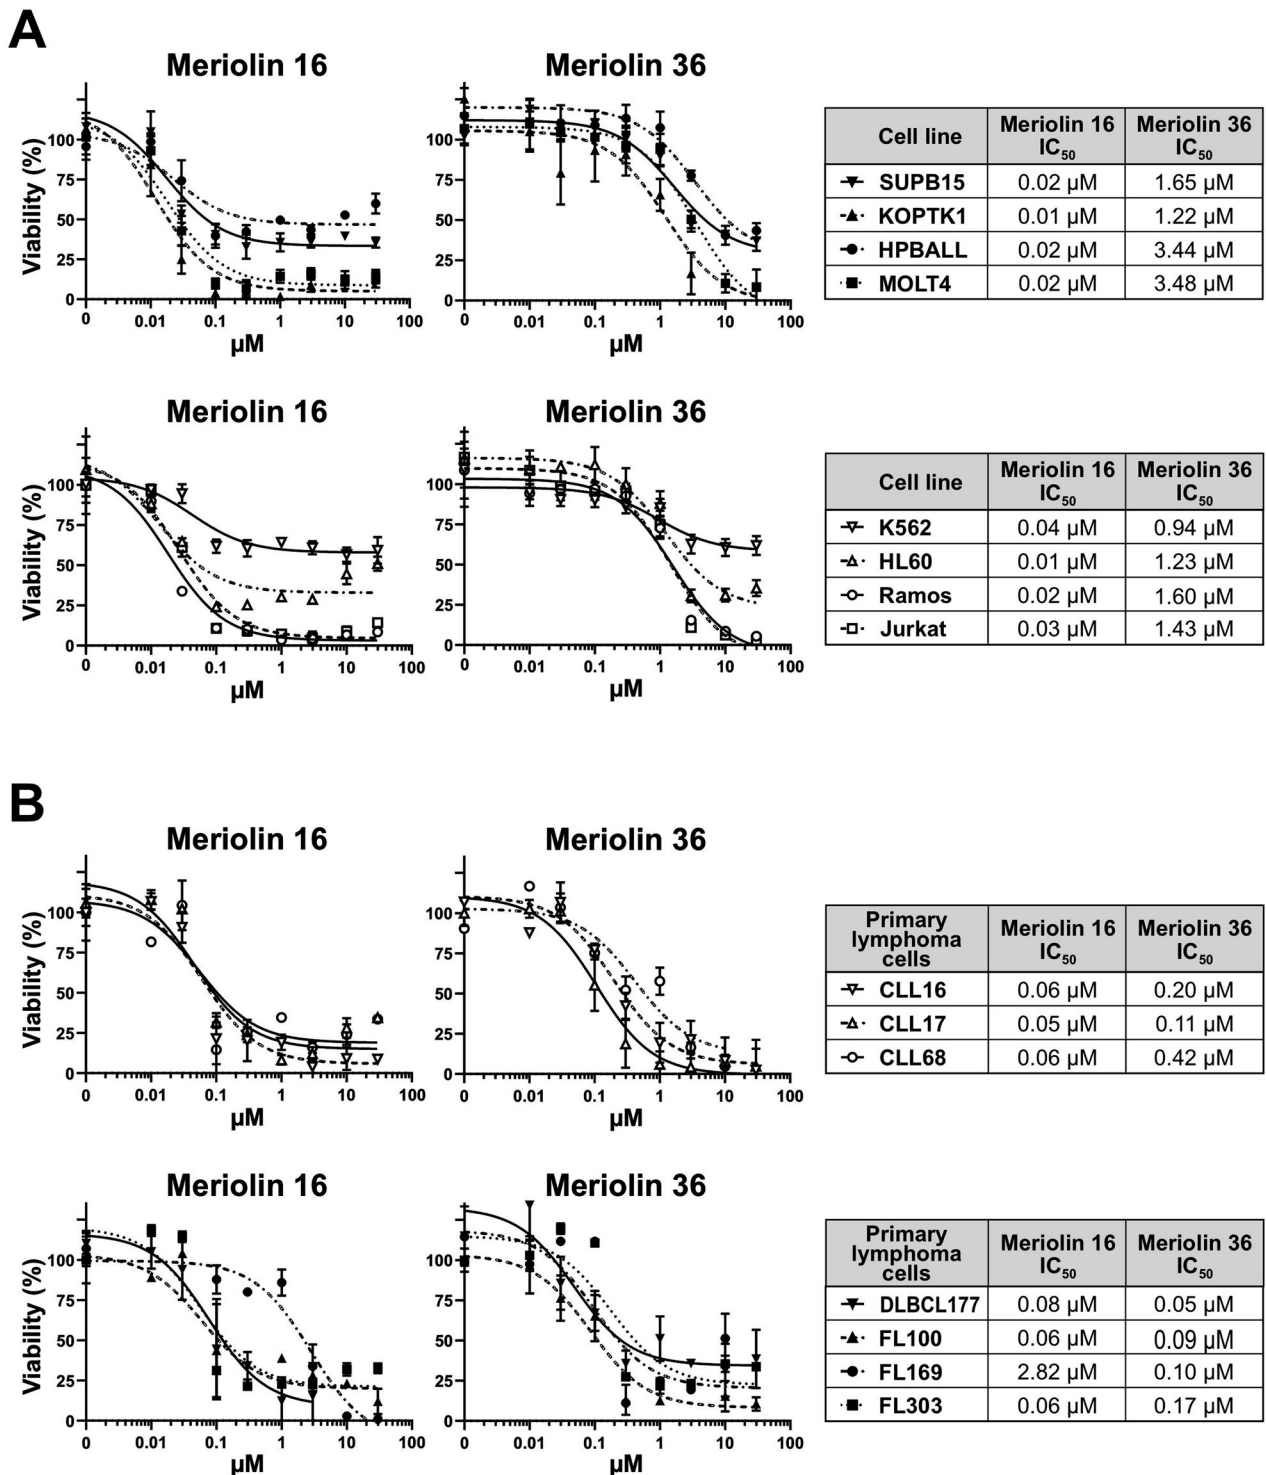 A
Meriolin 16
Meriolin 36
Viability (%)
100
75
50
25
0
0 0.01 0.1 1 10 100
µM
100
75
50
25
0
0 0.01 0.1 1 10 100
µM
Cell line Meriolin 16 IC50 Meriolin 36 IC50
SUPB15 0.02 µM 1.65 µM
KOPTK1 0.01 µM 1.22 µM
HPBALL 0.02 µM 3.44 µM
MOLT4 0.02 µM 3.48 µM
Meriolin 16
Meriolin 36
Viability (%)
100
75
50
25
0
0 0.01 0.1 1 10 100
µM
100
75
50
25
0
0 0.01 0.1 1 10 100
µM
Cell line Meriolin 16 IC50 Meriolin 36 IC50
K562 0.04 µM 0.94 µM
HL60 0.01 µM 1.23 µM
Ramos 0.02 µM 1.60 µM
Jurkat 0.03 µM 1.43 µM
B
Meriolin 16
Meriolin 36
Viability (%)
100
75
50
25
0
0 0.01 0.1 1 10 100
µM
100
75
50
25
0
0 0.01 0.1 1 10 100
µM
Primary lymphoma cells Meriolin 16 IC50 Meriolin 36 IC50
CLL16 0.06 µM 0.20 µM
CLL17 0.05 µM 0.11 µM
CLL68 0.06 µM 0.42 µM
Meriolin 16
Meriolin 36
Viability (%)
100
75
50
25
0
0 0.01 0.1 1 10 100
µM
100
75
50
25
0
0 0.01 0.1 1 10 100
µM
Primary lymphoma cells Meriolin 16 IC50 Meriolin 36 IC50
DLBCL177 0.08 µM 0.05 µM
FL100 0.06 µM 0.09 µM
FL169 2.82 µM 0.10 µM
FL303 0.06 µM 0.17 µM